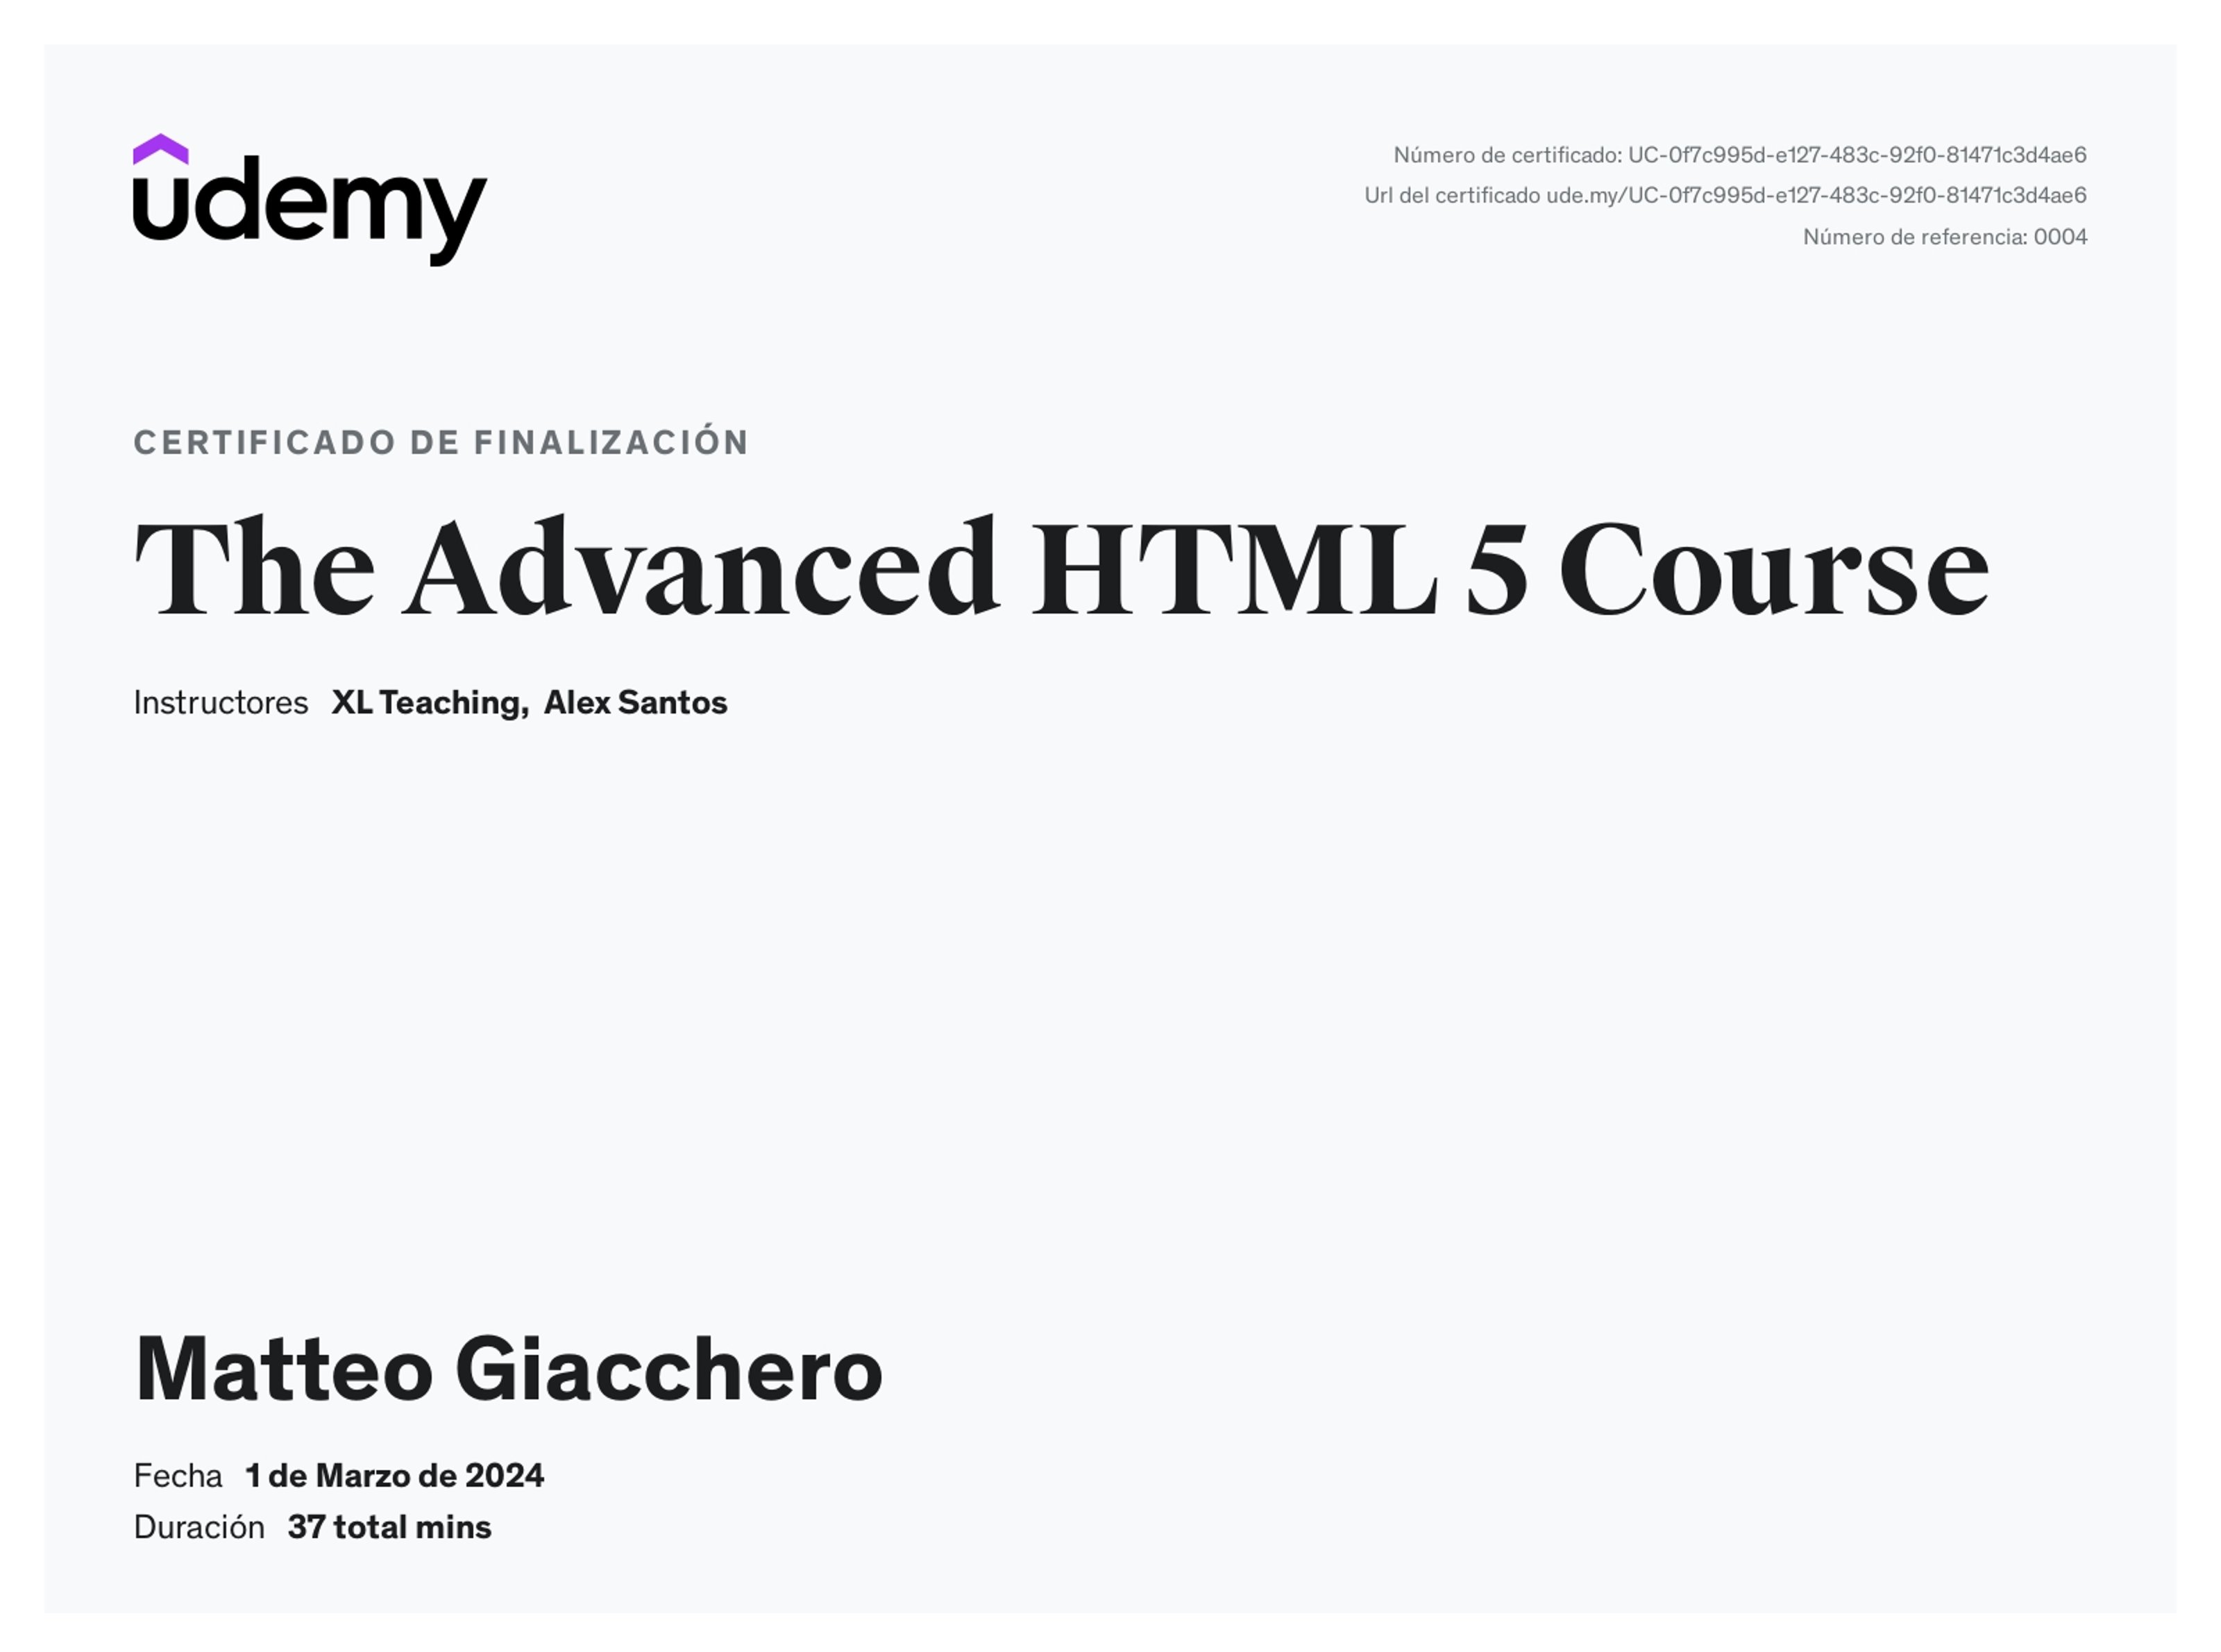 udemy
Número de certificado: UC-0f7c995d-e127-483c-92f0-81471c3d4ae6
Url del certificado ude.my/UC-0f7c995d-e127-483c-92f0-81471c3d4ae6
Número de referencia: 0004
CERTIFICADO DE FINALIZACIÓN
The Advanced HTML 5 Course
Instructores XL Teaching, Alex Santos
Matteo Giacchero
Fecha 1 de Marzo de 2024
Duración 37 total mins